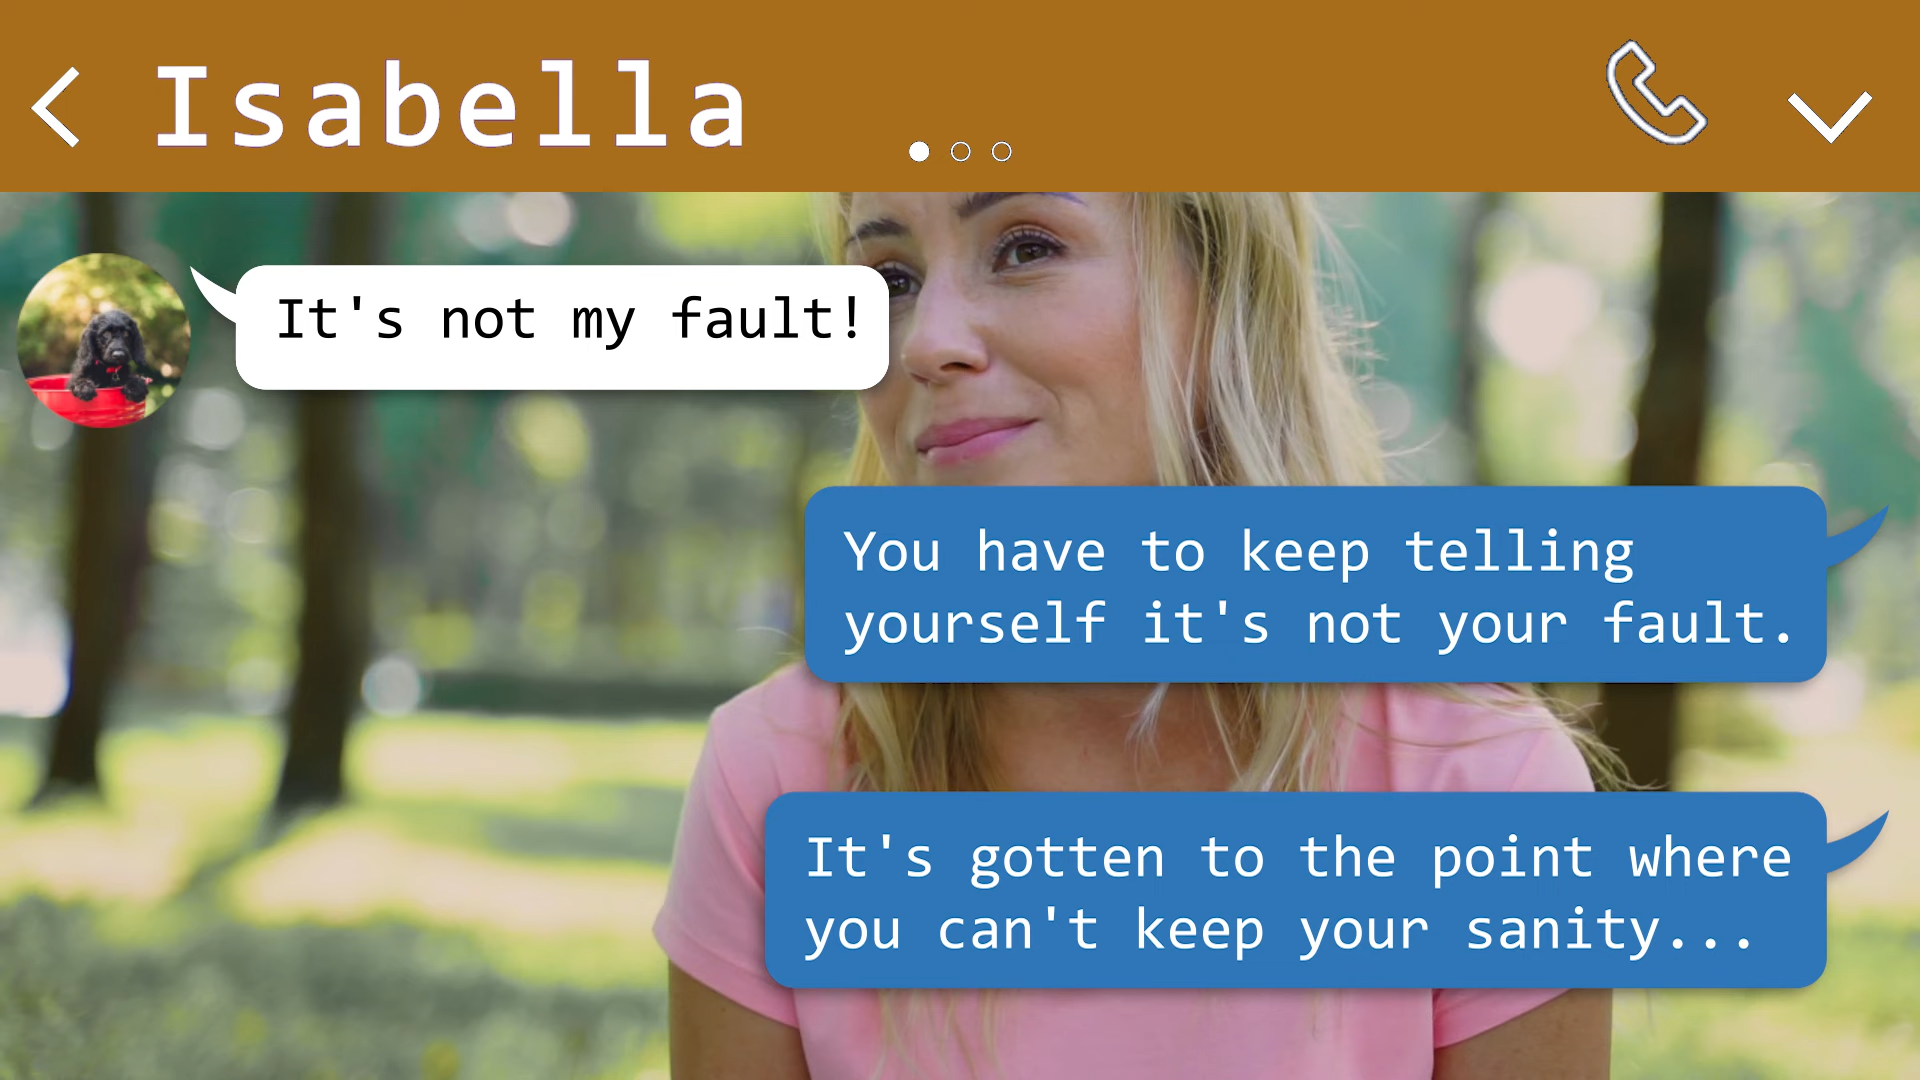 Isabella
It's not my fault!
You have to keep telling
yourself it's not your fault.
It's gotten to the point where
you can't keep your sanity...